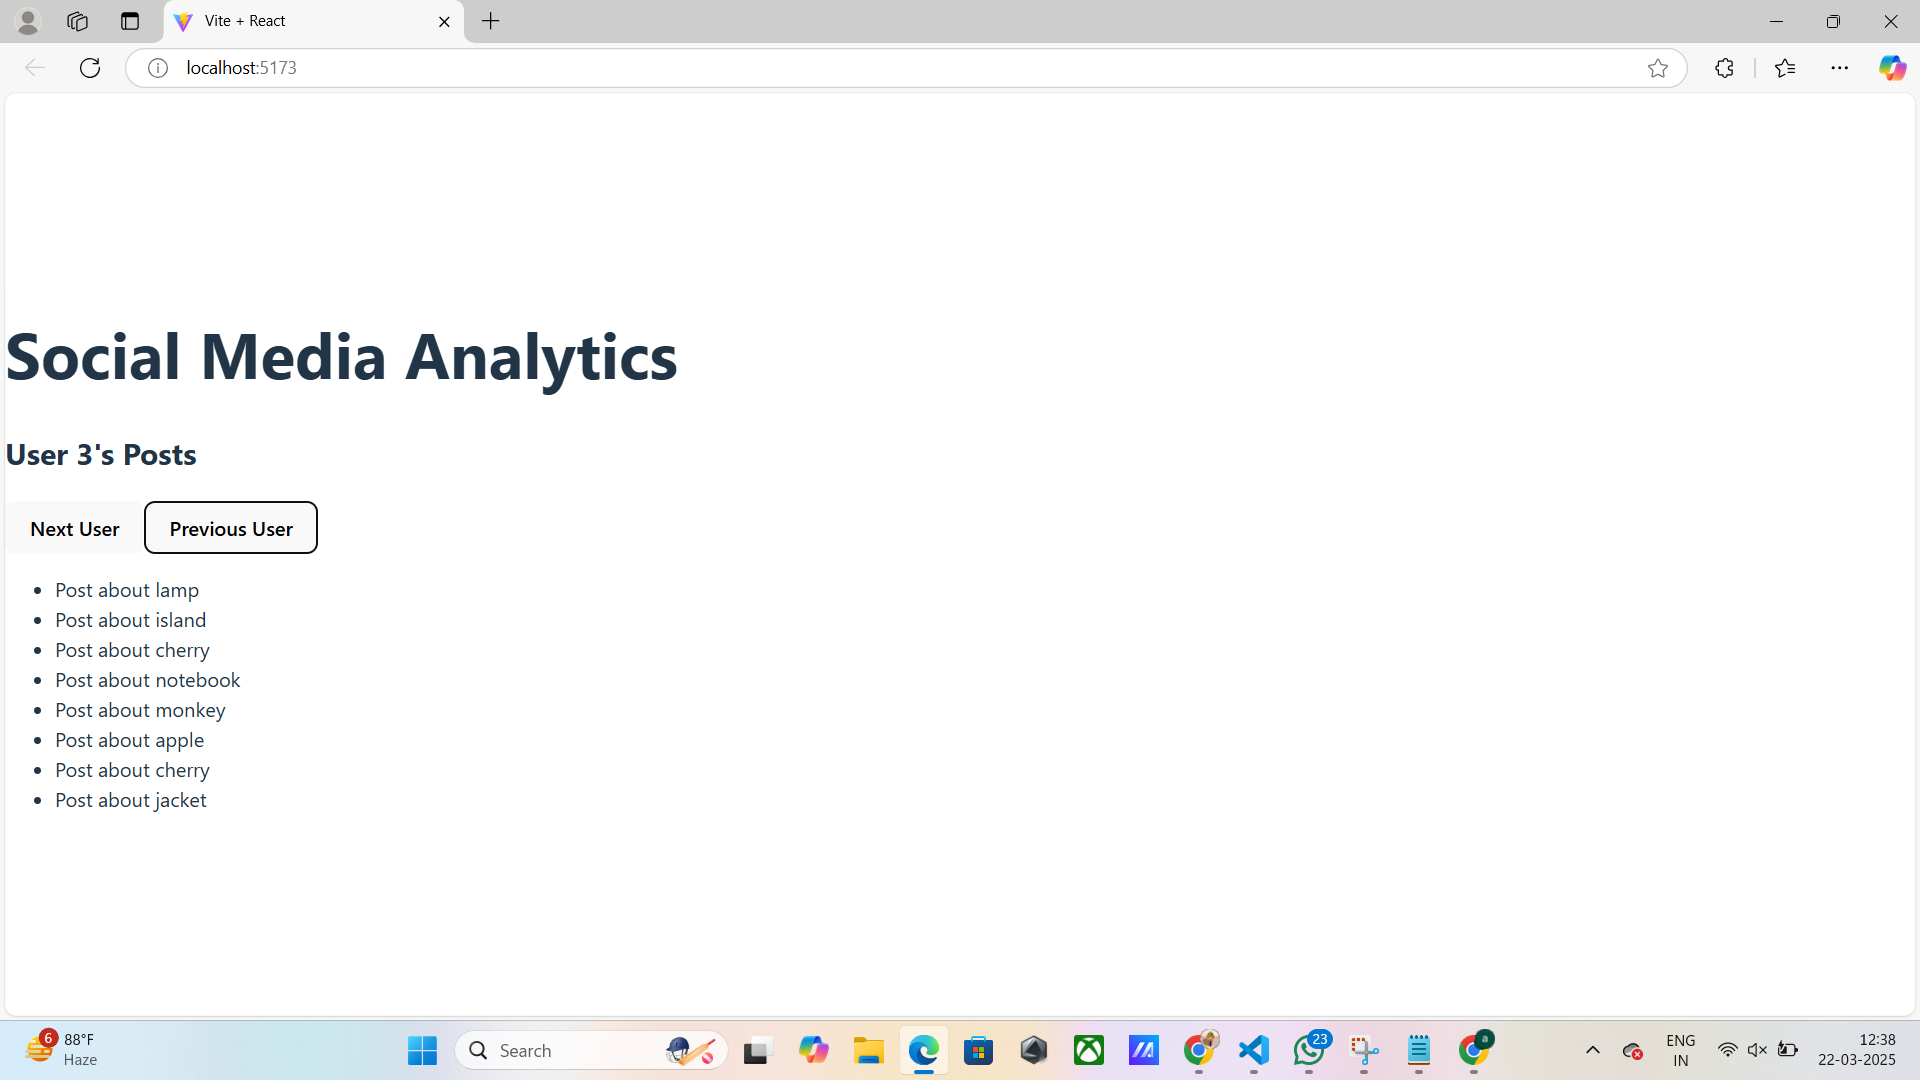 Vite + React
localhost:5173
Social Media Analytics
User 3's Posts
Next User
Previous User
Post about lamp
Post about island
Post about cherry
Post about notebook
Post about monkey
Post about apple
Post about cherry
Post about jacket
6
88°F
Haze
Search
23
a
ENG
IN
12:38
22-03-2025